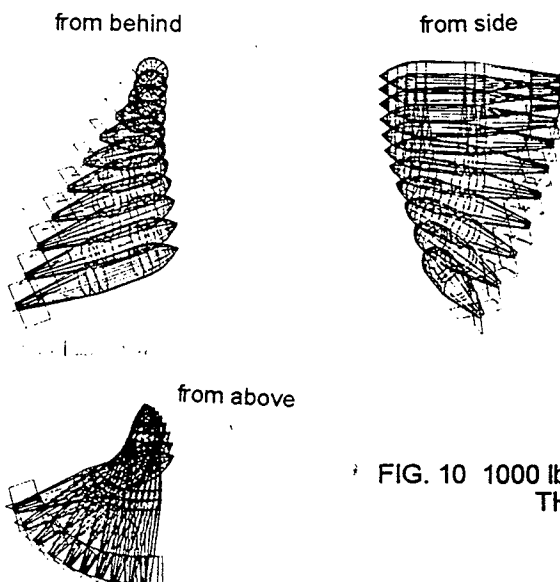 from behind
from side
from above
FIG. 10 1000 lb
TH